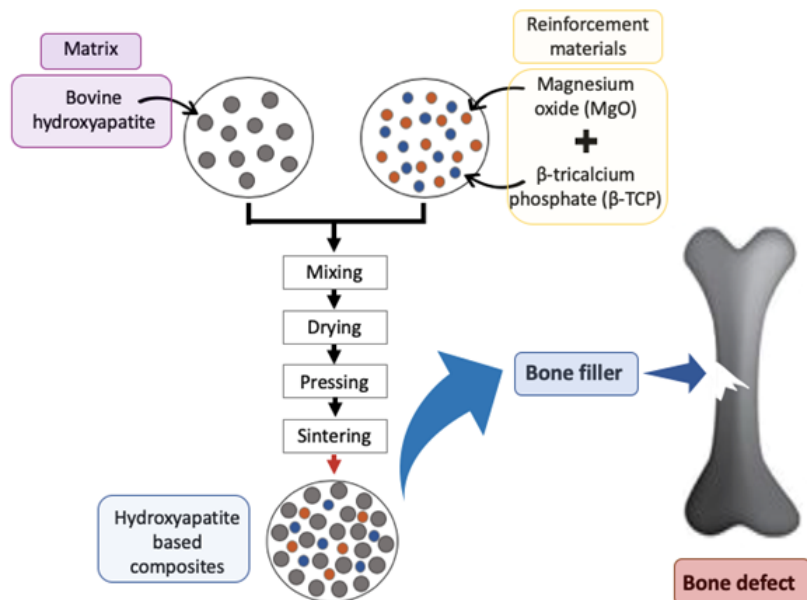 Matrix
Bovine
hydroxyapatite
Reinforcement
materials
Magnesium
oxide (MgO)
β-tricalcium
phosphate (β-TCP)
Mixing
Drying
Pressing
Sintering
Hydroxyapatite
based
composites
Bone filler
Bone defect